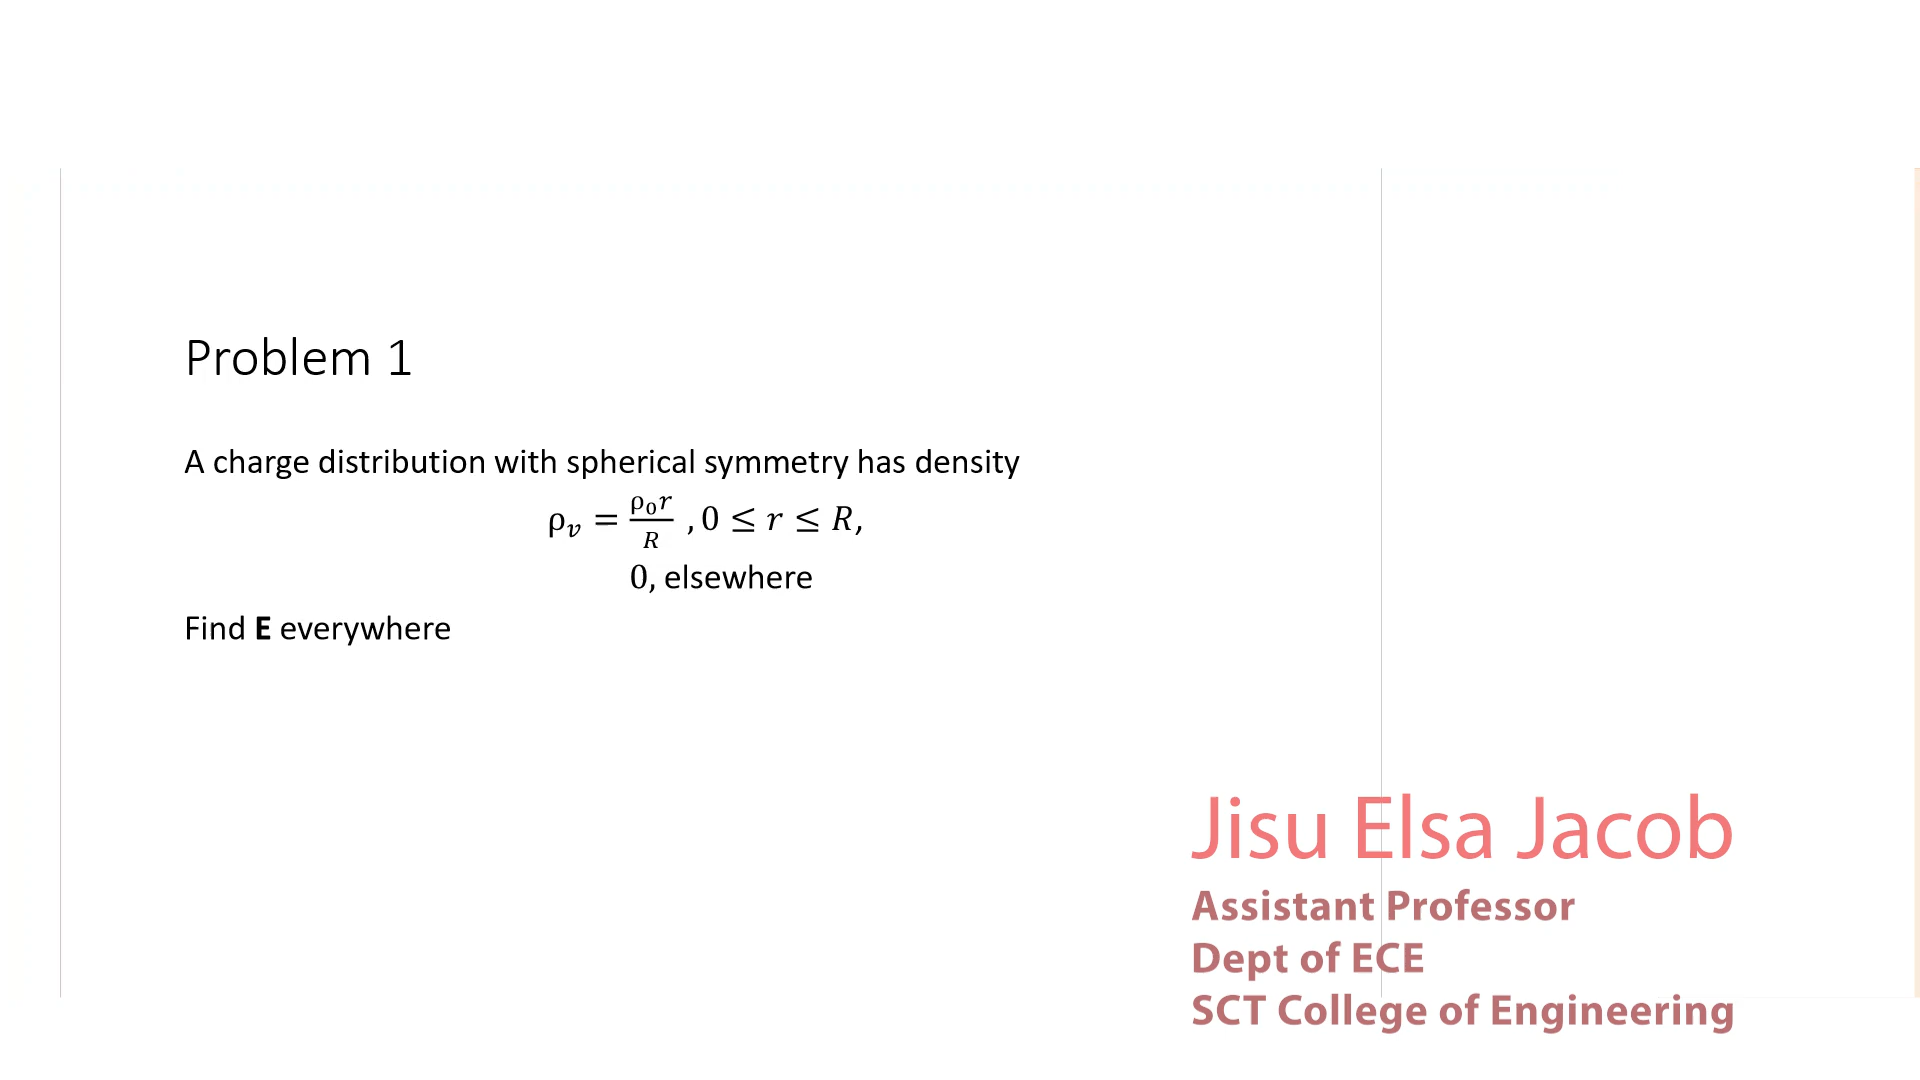 Problem 1
A charge distribution with spherical symmetry has density
ρ_v = ρ₀r/R , 0 ≤ r ≤ R,
0, elsewhere
Find E everywhere
Jisu Elsa Jacob
Assistant Professor
Dept of ECE
SCT College of Engineering